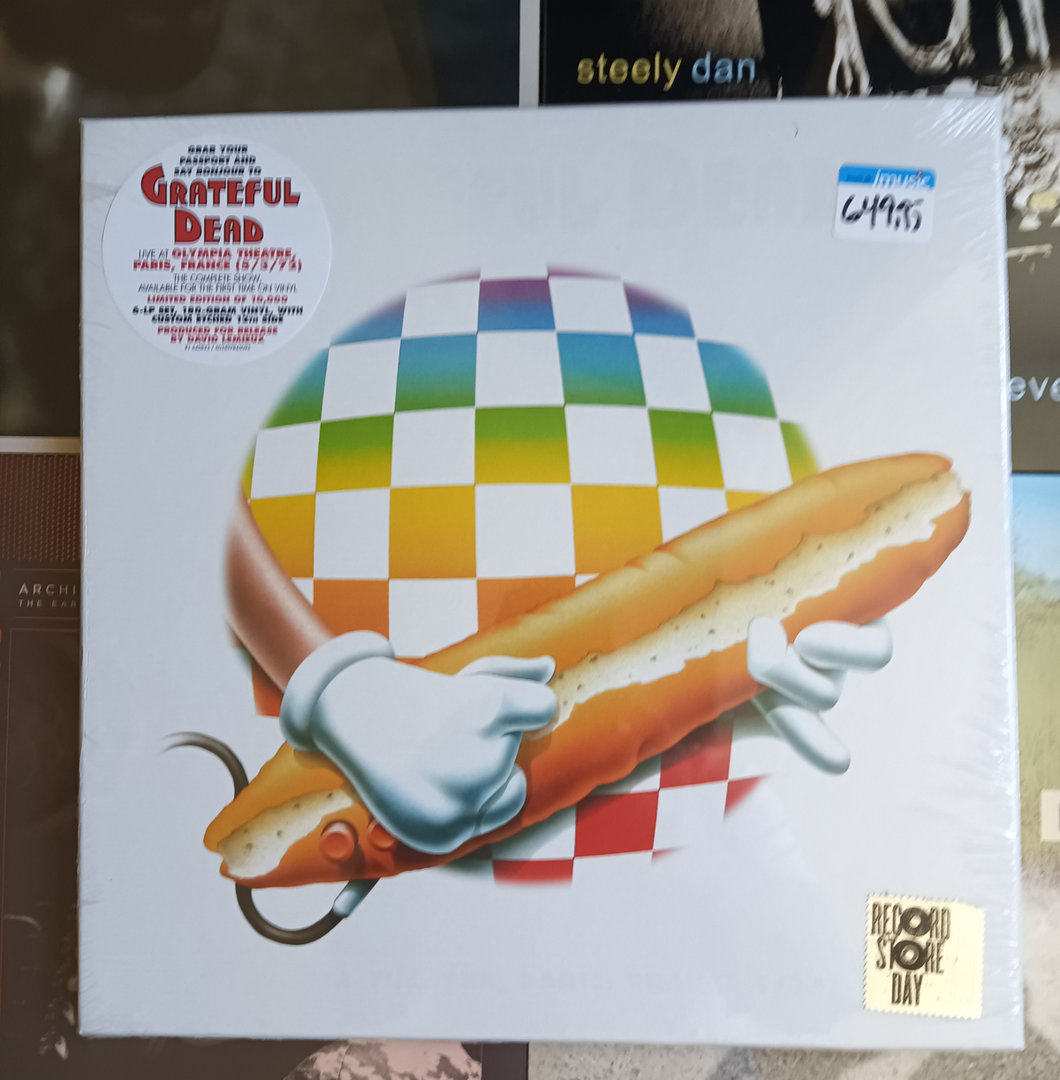 steely dan
GRAB YOUR
PASSPORT AND
SAY BONJOUR TO
GRATEFUL
DEAD
LIVE AT OLYMPIA THEATRE,
PARIS, FRANCE (5/3/72)
THE COMPLETE SHOW,
AVAILABLE FOR THE FIRST TIME ON VINYL
LIMITED EDITION OF 10,000
6-LP SET, 180-GRAM VINYL, WITH
CUSTOM ETCHED 12TH SIDE
PRODUCED FOR RELEASE
BY DAVID LEMIEUX
/music
649.95
eve
ARCHI
THE EAR
RECORD
STORE
DAY